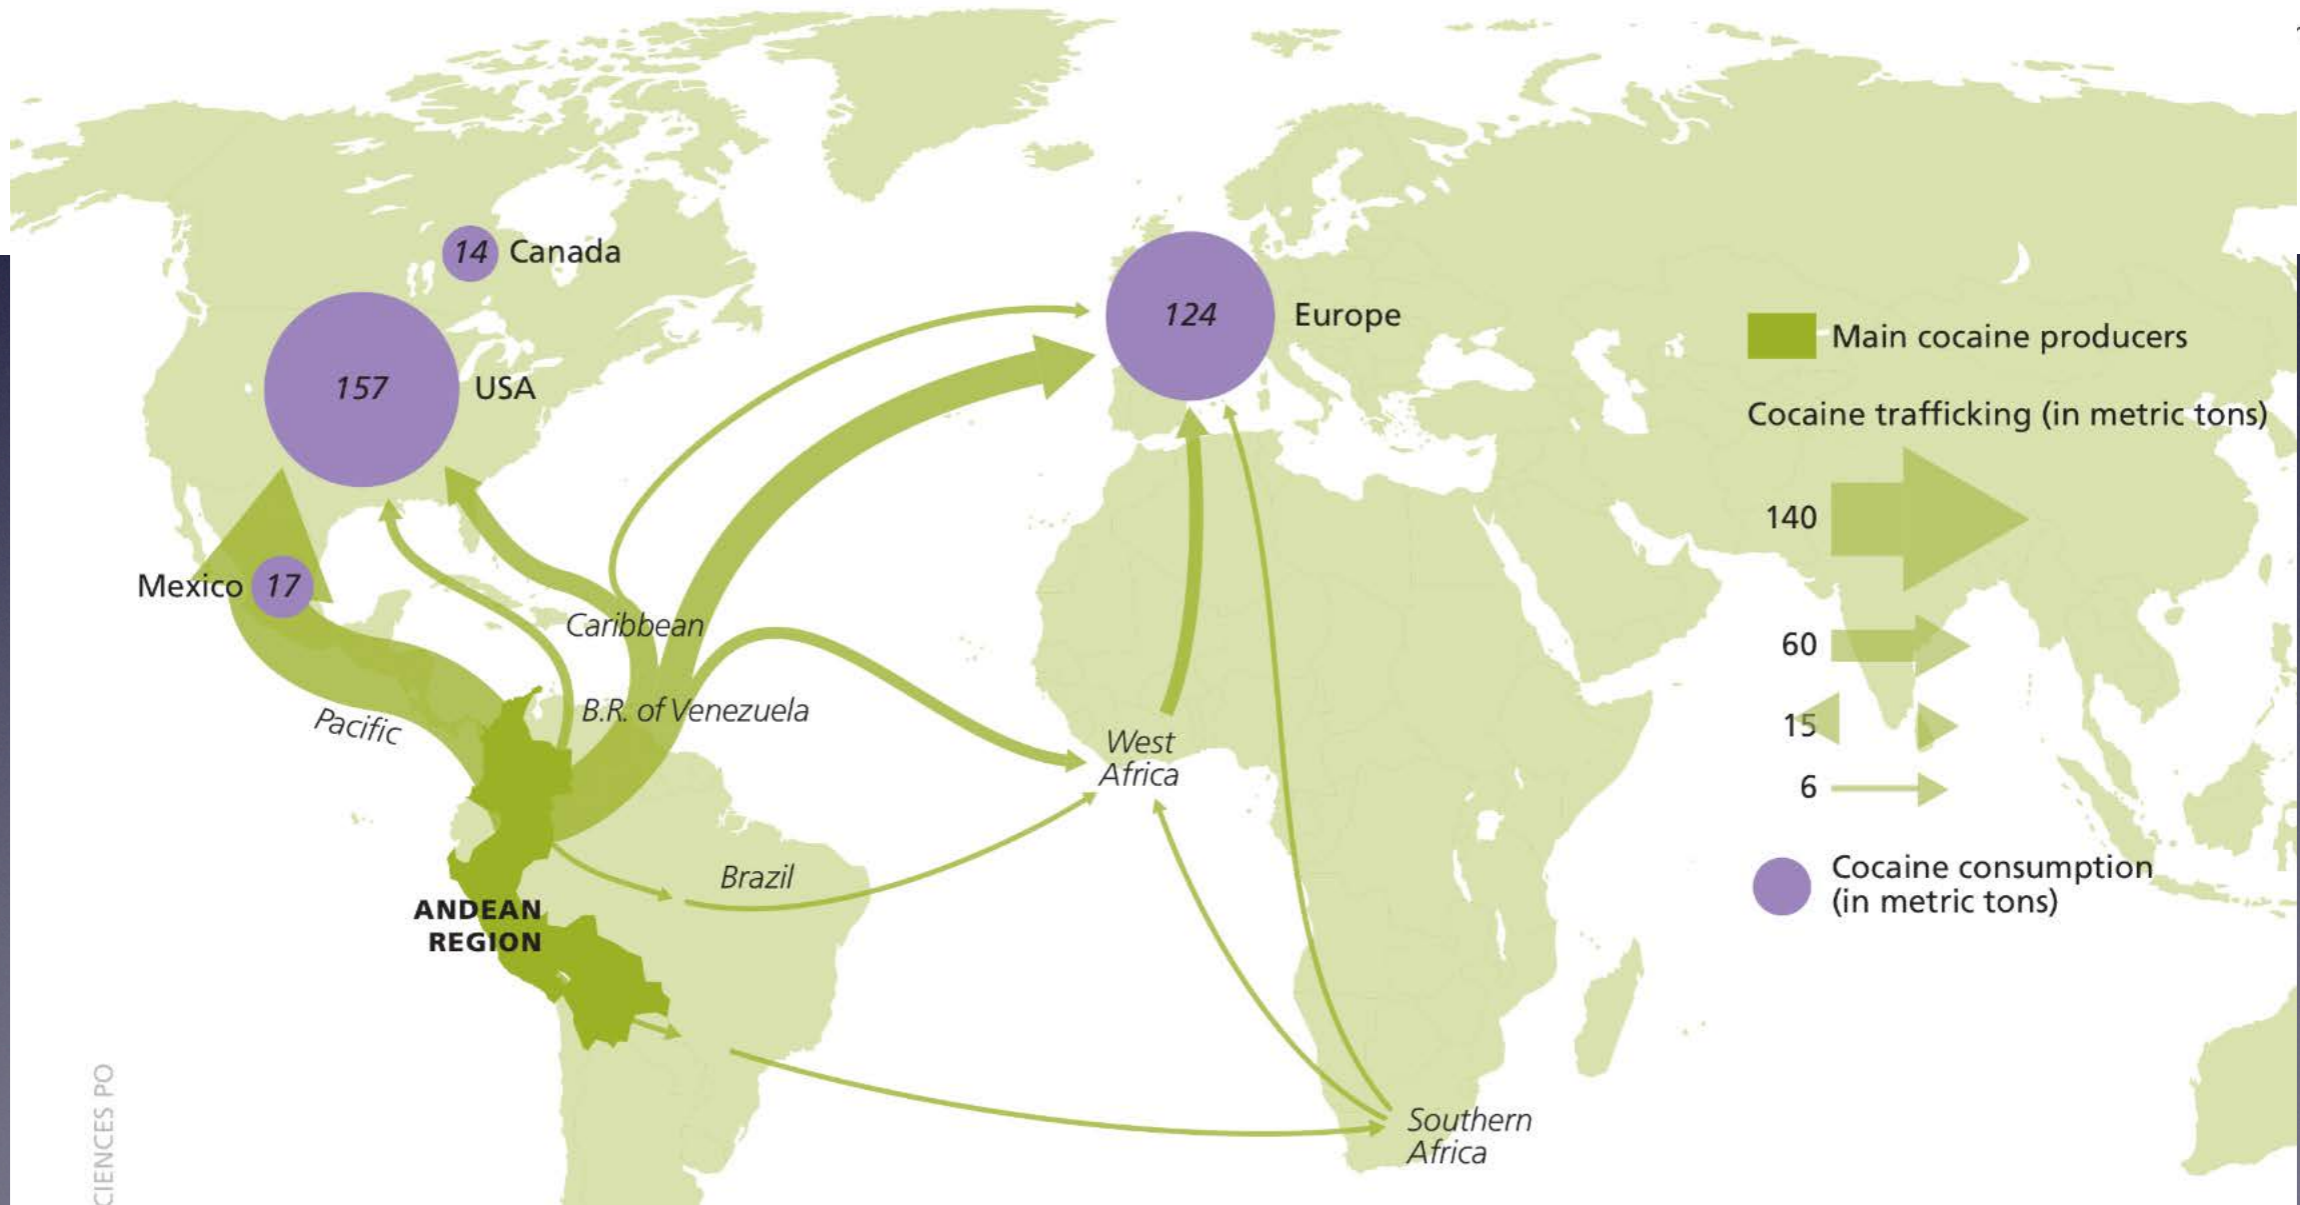 14 Canada
157 USA
Mexico 17
124 Europe
Caribbean
B.R. of Venezuela
Pacific
West
Africa
Brazil
ANDEAN
REGION
Southern
Africa
Main cocaine producers
Cocaine trafficking (in metric tons)
140
60
15
6
Cocaine consumption
(in metric tons)
CIENCES PO